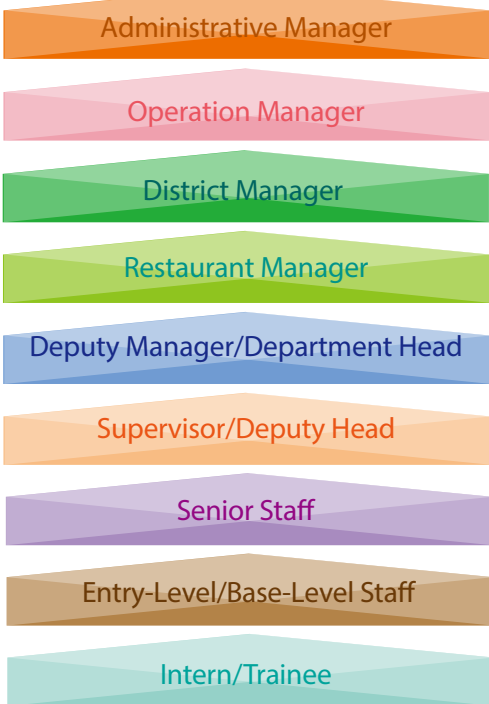 Administrative Manager
Operation Manager
District Manager
Restaurant Manager
Deputy Manager/Department Head
Supervisor/Deputy Head
Senior Staff
Entry-Level/Base-Level Staff
Intern/Trainee